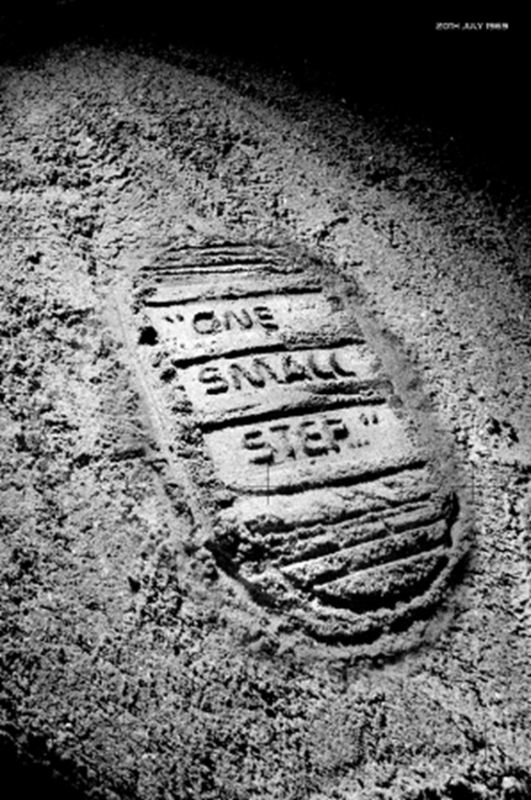 20TH JULY 1969
"ONE
SMALL
STEP..."